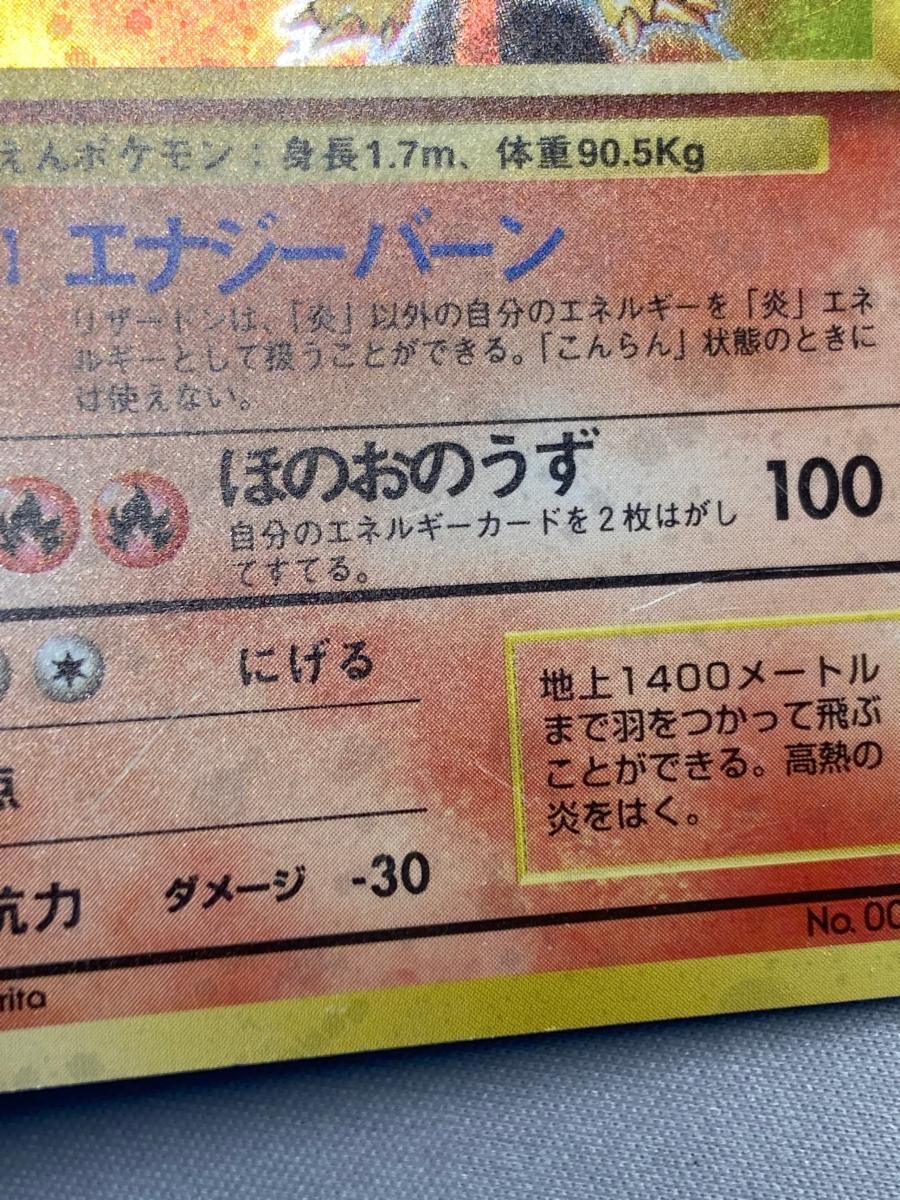 えんポケモン：身長1.7m、体重90.5Kg
エナジーバーン
リザードンは、「炎」以外の自分のエネルギーを「炎」エネ
ルギーとして扱うことができる。「こんらん」状態のときに
は使えない。
ほのおのうず 100
自分のエネルギーカードを2枚はがし
てすてる。
にげる
地上1400メートル
まで羽をつかって飛ぶ
ことができる。高熱の
炎をはく。
点
抗力 ダメージ -30
No. 00
rita